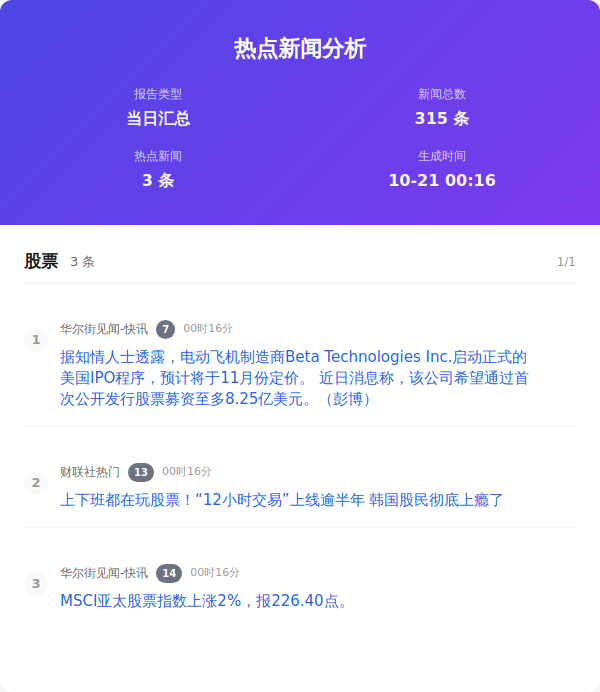 热点新闻分析
报告类型
当日汇总
新闻总数
315 条
热点新闻
3 条
生成时间
10-21 00:16
股票 3 条 1/1
1
华尔街见闻-快讯 7 00时16分
据知情人士透露，电动飞机制造商Beta Technologies Inc.启动正式的
美国IPO程序，预计将于11月份定价。 近日消息称，该公司希望通过首
次公开发行股票募资至多8.25亿美元。（彭博）
2
财联社热门 13 00时16分
上下班都在玩股票！“12小时交易”上线逾半年 韩国股民彻底上瘾了
3
华尔街见闻-快讯 14 00时16分
MSCI亚太股票指数上涨2%，报226.40点。